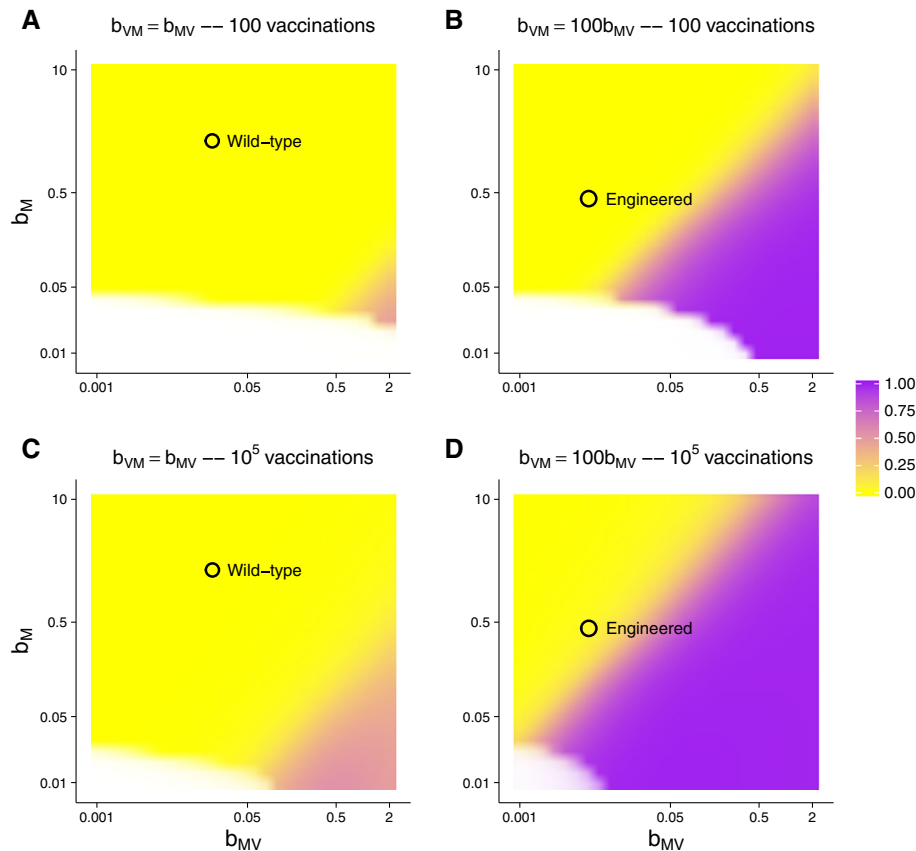 A
b_VM = b_MV −− 100 vaccinations
10
0.5
0.05
0.01
b_M
Wild−type
0.001
0.05
0.5
2
B
b_VM = 100b_MV −− 100 vaccinations
10
0.5
0.05
0.01
Engineered
0.001
0.05
0.5
2
1.00
0.75
0.50
0.25
0.00
C
b_VM = b_MV −− 10^5 vaccinations
10
0.5
0.05
0.01
b_M
Wild−type
0.001
0.05
0.5
2
b_MV
D
b_VM = 100b_MV −− 10^5 vaccinations
10
0.5
0.05
0.01
Engineered
0.001
0.05
0.5
2
b_MV